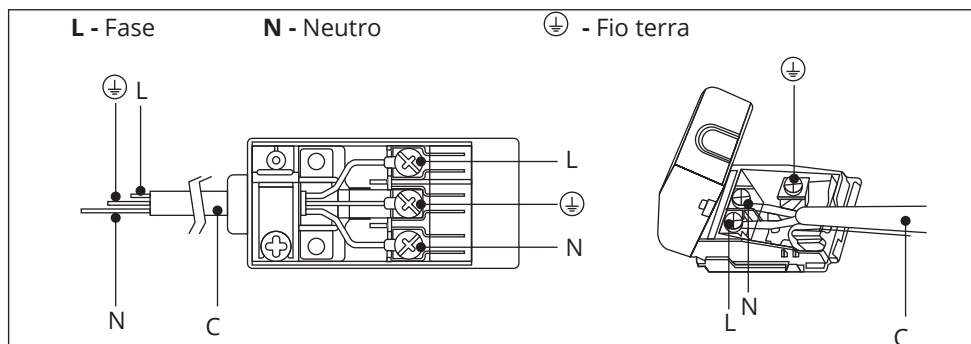 L - Fase N - Neutro ⏚ - Fio terra
⏚ L
N C
L
⏚
N
⏚
L N C